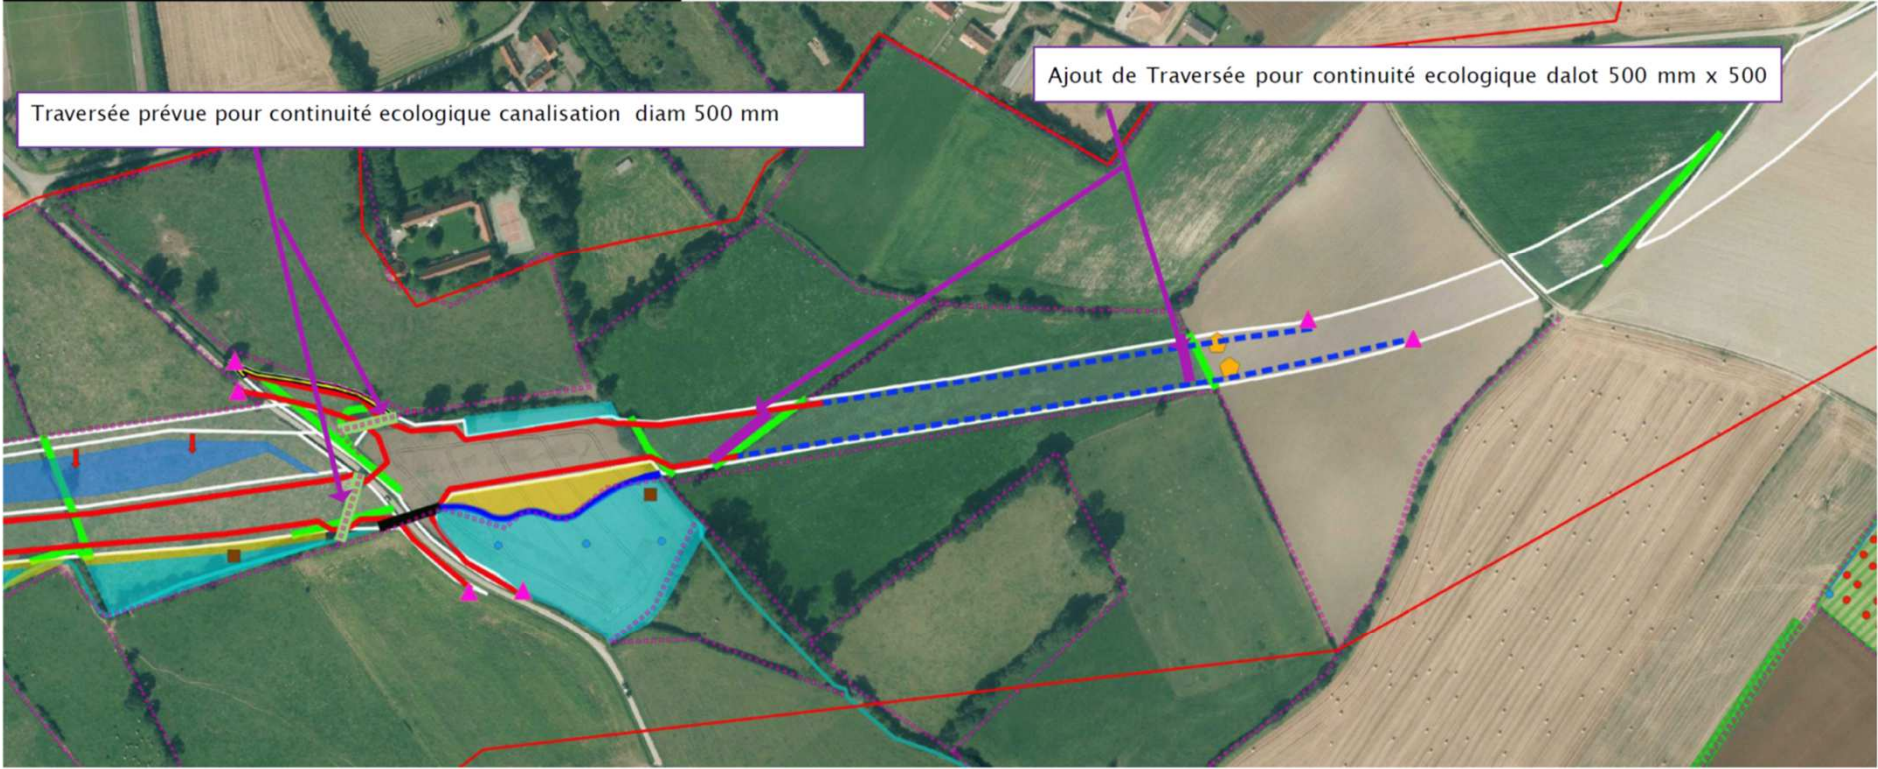 Ajout de Traversée pour continuité ecologique dalot 500 mm x 500
Traversée prévue pour continuité ecologique canalisation diam 500 mm